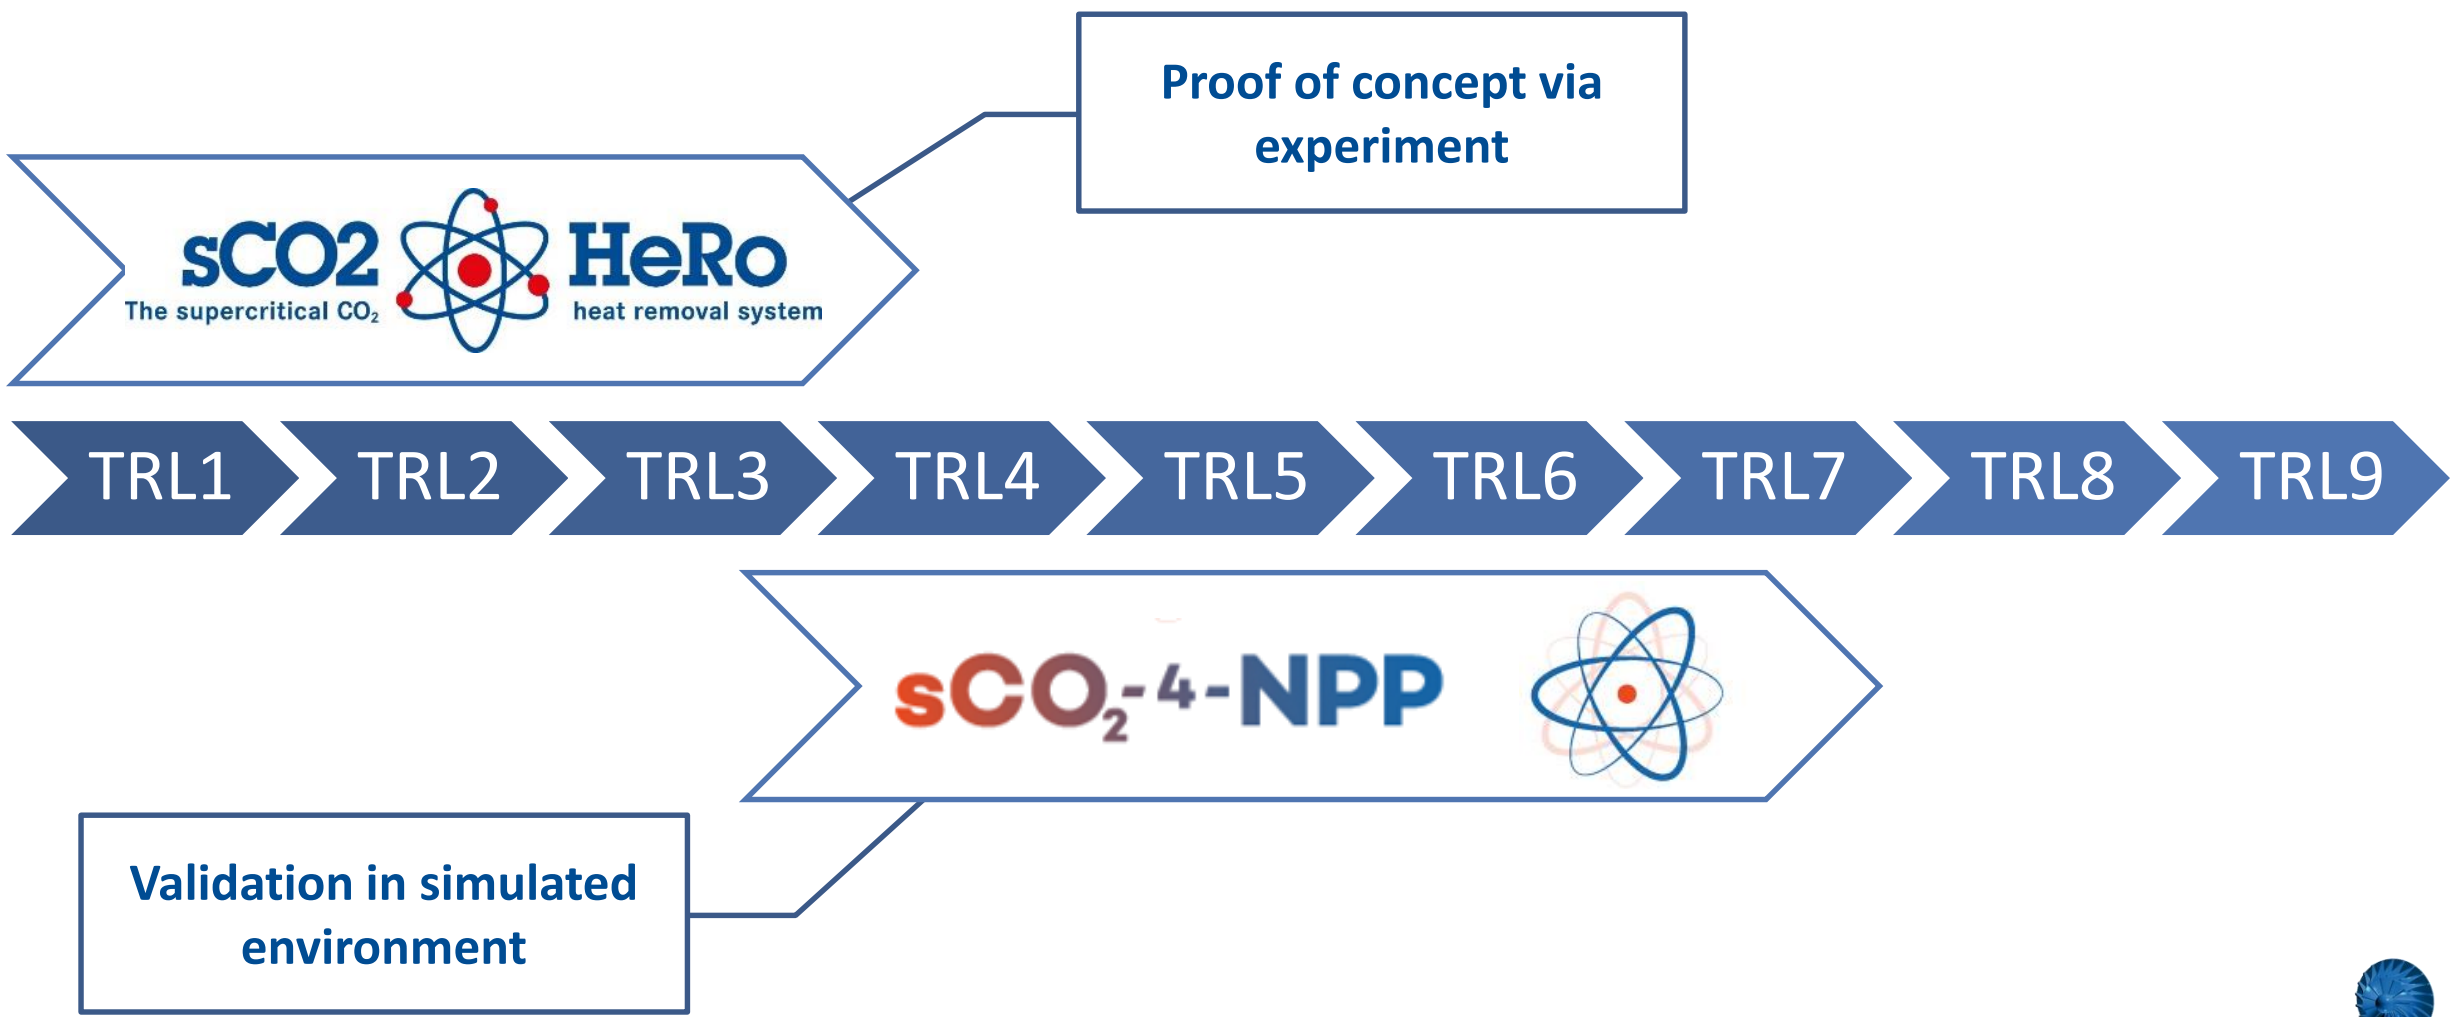 Proof of concept via
experiment
sCO2 HeRo
The supercritical CO₂ heat removal system
TRL1 TRL2 TRL3 TRL4 TRL5 TRL6 TRL7 TRL8 TRL9
sCO₂-4-NPP
Validation in simulated
environment